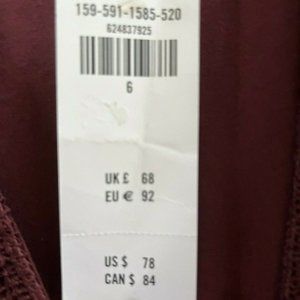 159-591-1585-520
624837925
6
UK £ 68
EU € 92
US $ 78
CAN $ 84